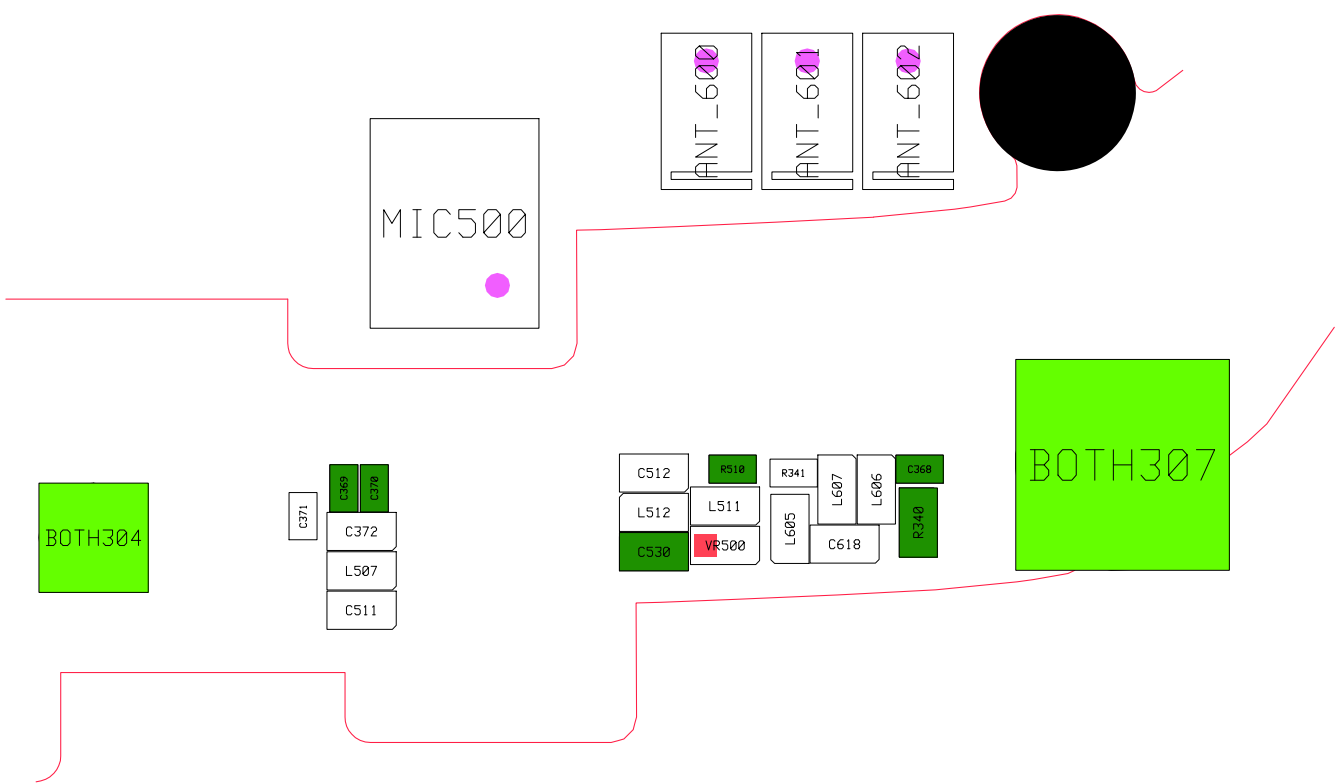 ANT_600
ANT_601
ANT_602
MIC500
BOTH307
BOTH304
C371
C369
C370
C372
L507
C511
C512
L512
C530
R510
L511
VR500
R341
L605
L607
L606
C618
C368
R340